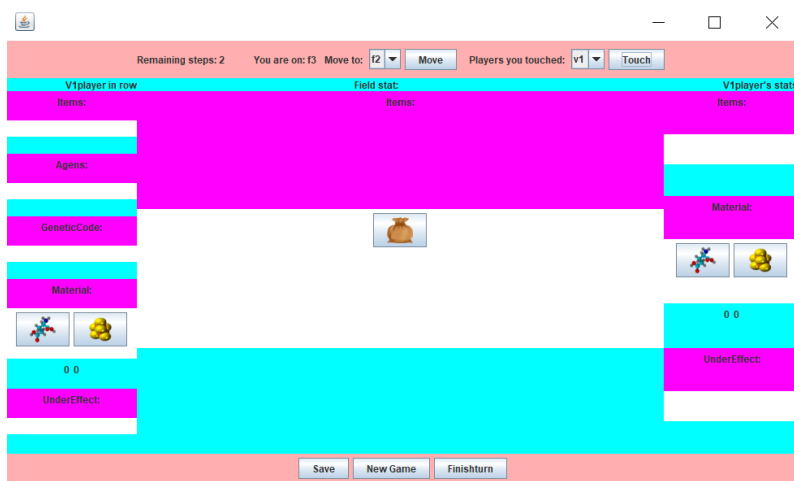 Remaining steps: 2 You are on: f3 Move to: f2 Move Players you touched: v1 Touch
V1player in row Field stat: V1player's stats
Items: Items: Items:
Agens:
Material:
GeneticCode:
Material:
0 0
0 0
UnderEffect:
UnderEffect:
Save New Game Finishturn